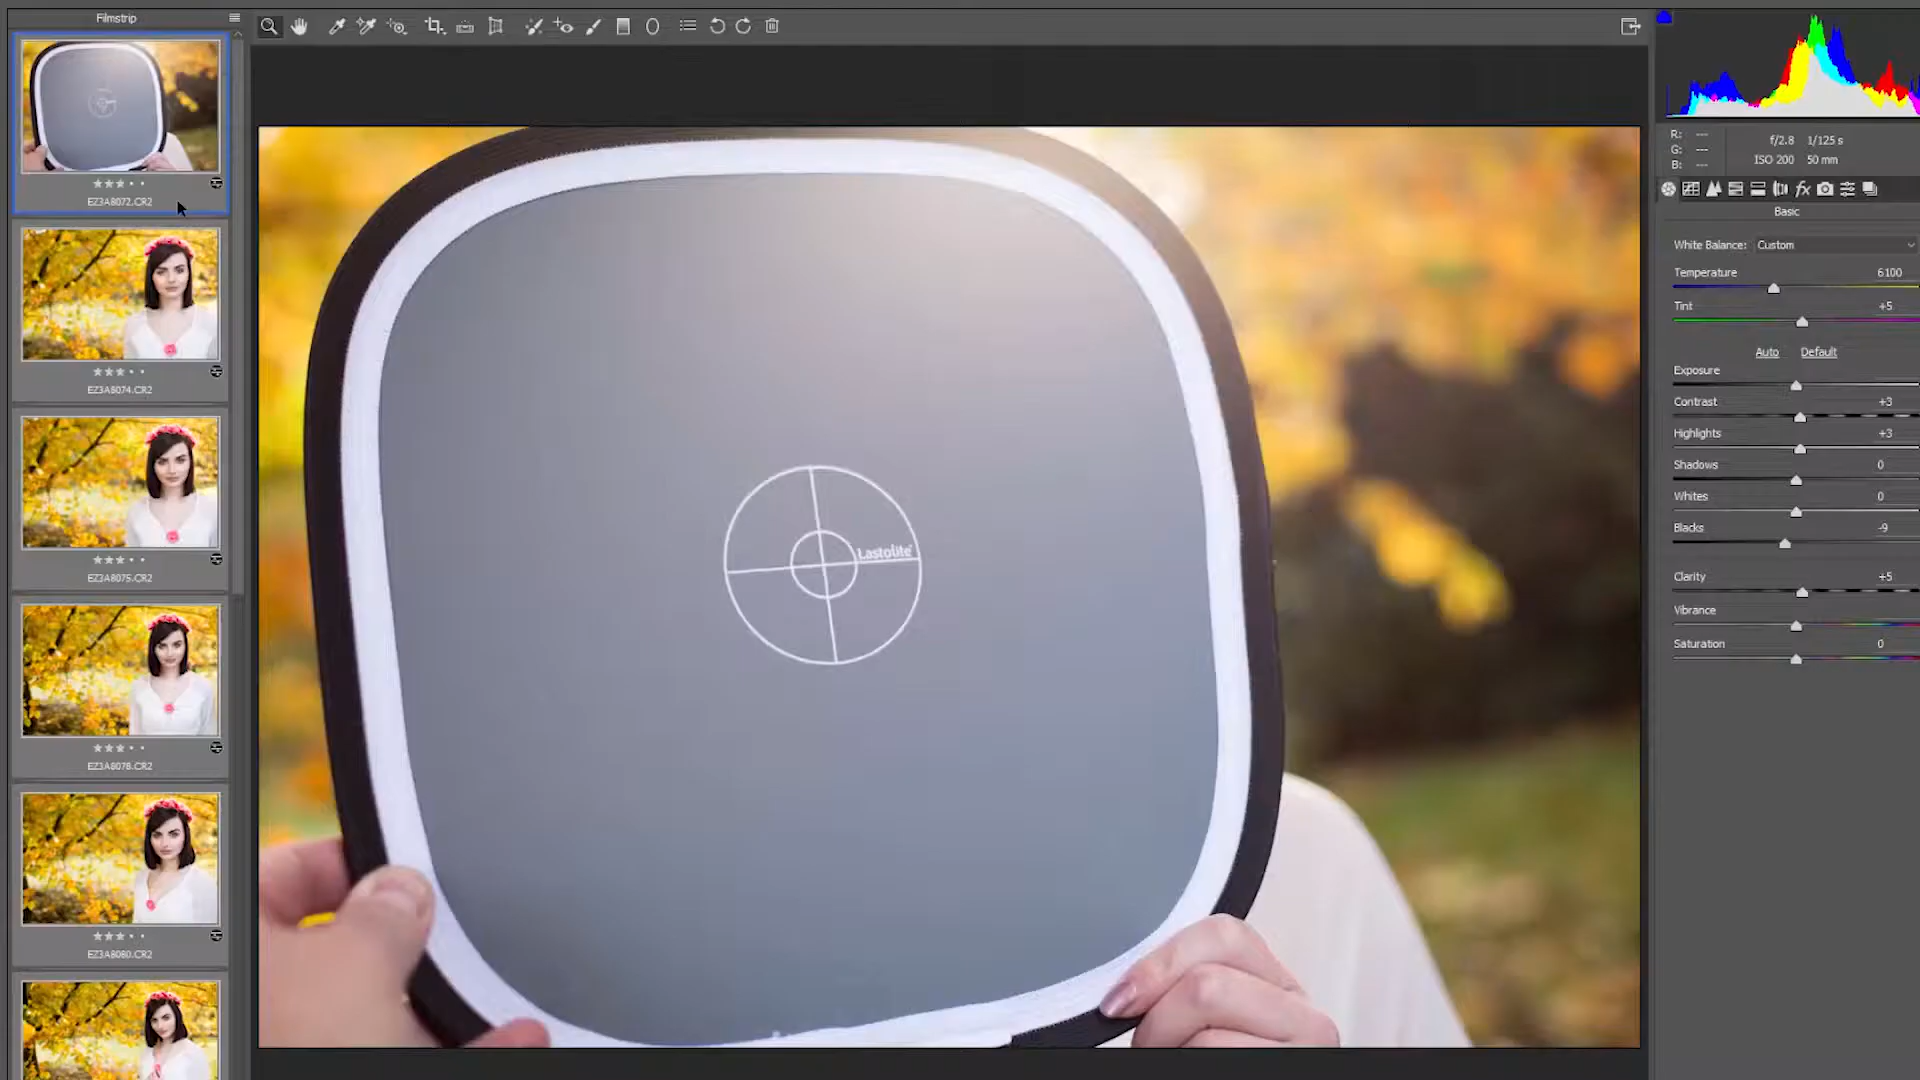 Filmstrip
EZ3A8072.CR2
EZ3A8074.CR2
EZ3A8075.CR2
EZ3A8078.CR2
EZ3A8080.CR2
Lastolite
R: ---
G: ---
B: ---
f/2.8 1/125 s
ISO 200 50 mm
fx
Basic
White Balance: Custom
Temperature 6100
Tint +5
Auto Default
Exposure
Contrast +3
Highlights +3
Shadows 0
Whites 0
Blacks -9
Clarity +5
Vibrance
Saturation 0